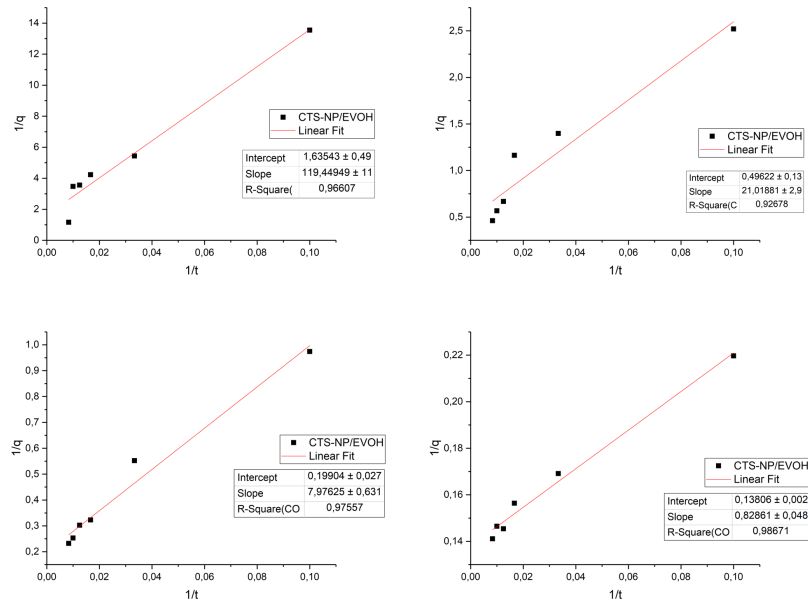 14
12
10
8
6
4
2
0
1/q
CTS-NP/EVOH
Linear Fit
Intercept 1,63543 ± 0,49
Slope 119,44949 ± 11
R-Square( 0,96607
0,00 0,02 0,04 0,06 0,08 0,10
1/t
2,5
2,0
1,5
1,0
0,5
1/q
CTS-NP/EVOH
Linear Fit
Intercept 0,49622 ± 0,13
Slope 21,01881 ± 2,9
R-Square(C 0,92678
0,00 0,02 0,04 0,06 0,08 0,10
1/t
1,0
0,9
0,8
0,7
0,6
0,5
0,4
0,3
0,2
1/q
CTS-NP/EVOH
Linear Fit
Intercept 0,19904 ± 0,027
Slope 7,97625 ± 0,631
R-Square(CO 0,97557
0,00 0,02 0,04 0,06 0,08 0,10
1/t
0,22
0,20
0,18
0,16
0,14
1/q
CTS-NP/EVOH
Linear Fit
Intercept 0,13806 ± 0,002
Slope 0,82861 ± 0,048
R-Square(CO 0,98671
0,00 0,02 0,04 0,06 0,08 0,10
1/t